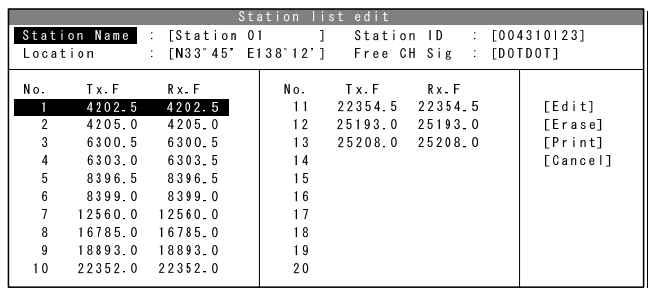 Station list edit
Station Name : [Station 01 ] Station ID : [004310123]
Location : [N33°45' E138°12'] Free CH Sig : [DOTDOT]
No. Tx.F Rx.F No. Tx.F Rx.F
1 4202.5 4202.5 11 22354.5 22354.5 [Edit]
2 4205.0 4205.0 12 25193.0 25193.0 [Erase]
3 6300.5 6300.5 13 25208.0 25208.0 [Print]
4 6303.0 6303.5 14 [Cancel]
5 8396.5 8396.5 15
6 8399.0 8399.0 16
7 12560.0 12560.0 17
8 16785.0 16785.0 18
9 18893.0 18893.0 19
10 22352.0 22352.0 20